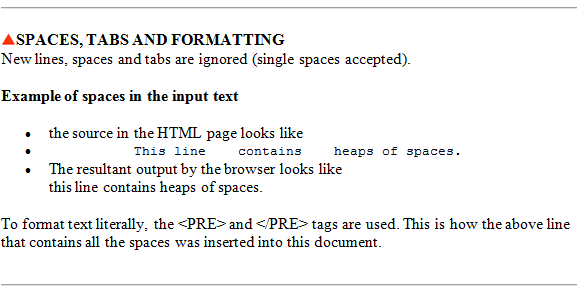 SPACES, TABS AND FORMATTING
New lines, spaces and tabs are ignored (single spaces accepted).
Example of spaces in the input text
• the source in the HTML page looks like
• This line    contains    heaps of spaces.
• The resultant output by the browser looks like
this line contains heaps of spaces.
To format text literally, the <PRE> and </PRE> tags are used. This is how the above line
that contains all the spaces was inserted into this document.